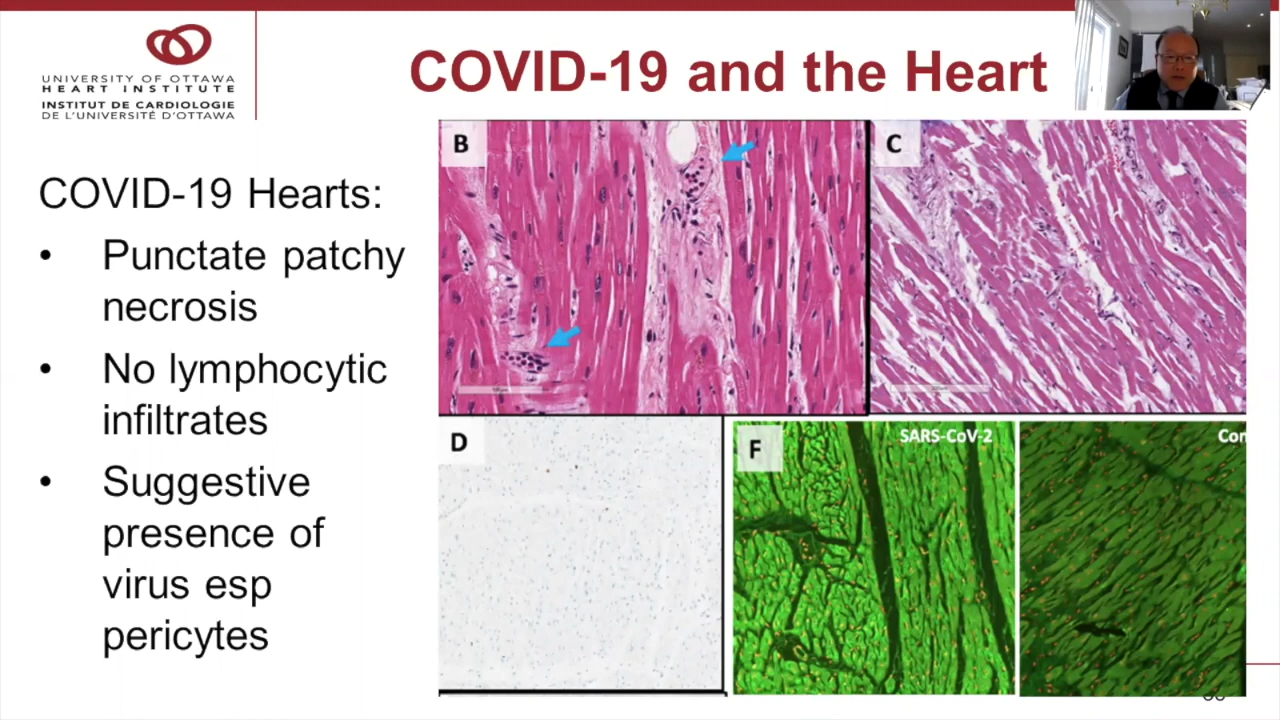 UNIVERSITY OF OTTAWA
HEART INSTITUTE
INSTITUT DE CARDIOLOGIE
DE L'UNIVERSITÉ D'OTTAWA
COVID-19 and the Heart
COVID-19 Hearts:
• Punctate patchy
necrosis
• No lymphocytic
infiltrates
• Suggestive
presence of
virus esp
pericytes
B
C
D
F
SARS-CoV-2
Con